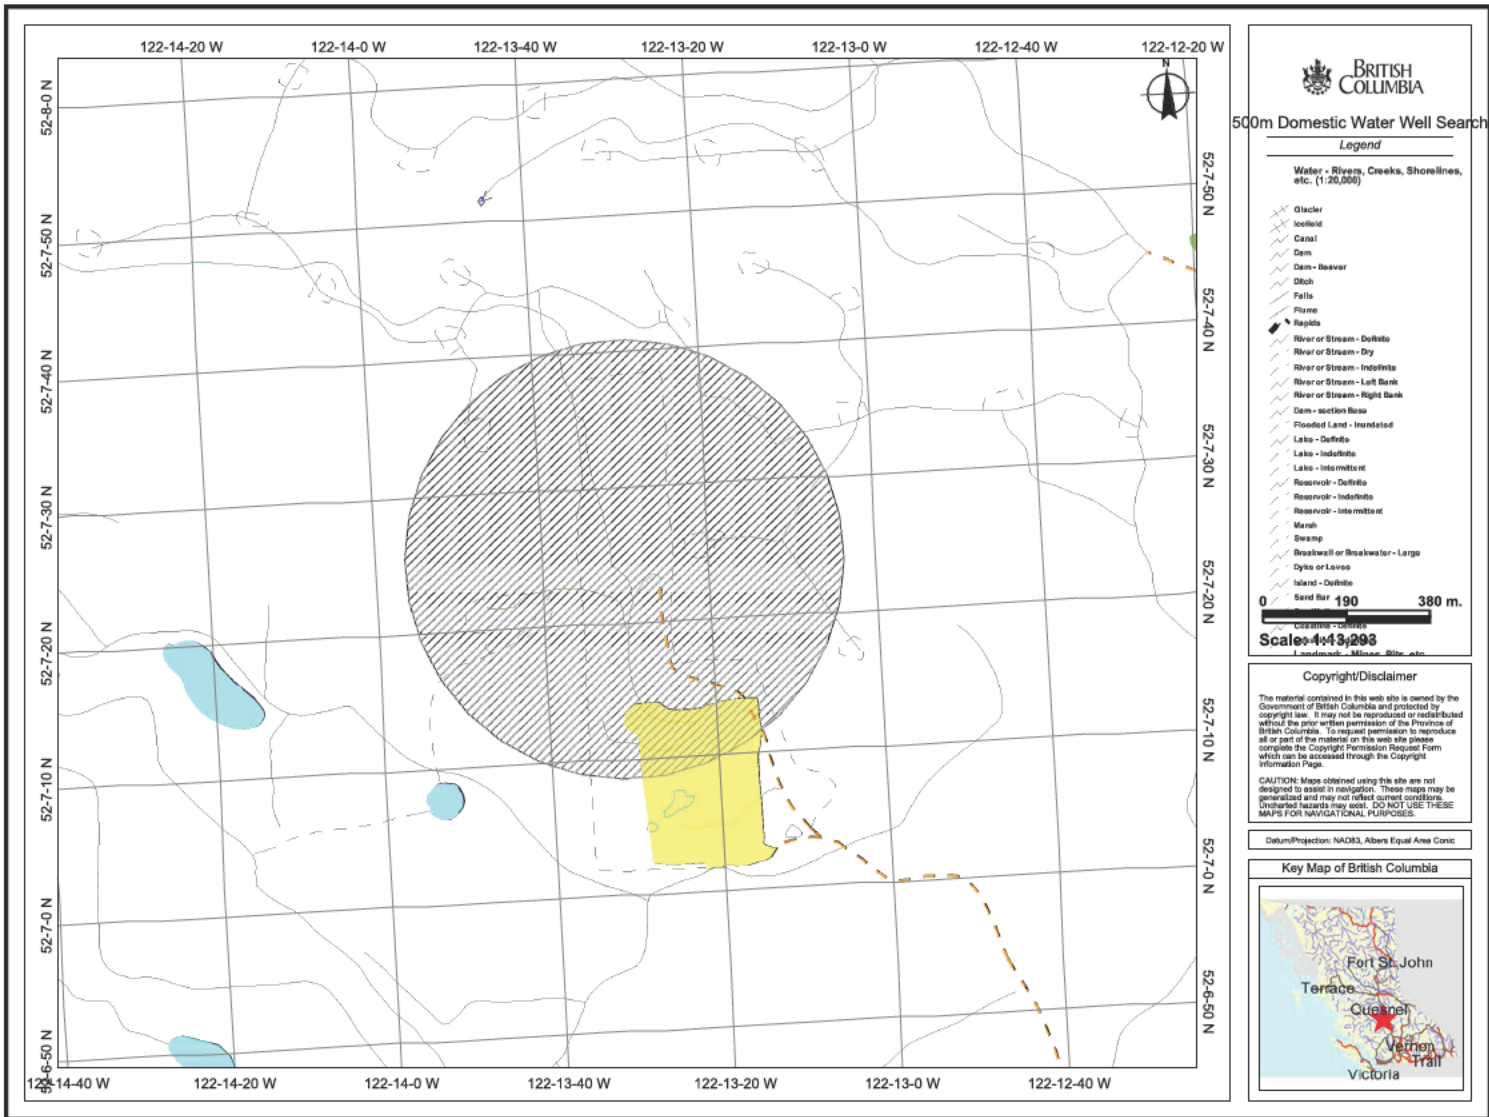 122-14-20 W 122-14-0 W 122-13-40 W 122-13-20 W 122-13-0 W 122-12-40 W 122-12-20 W
52-8-0 N
52-7-50 N
52-7-40 N
52-7-30 N
52-7-20 N
52-7-10 N
52-7-0 N
52-6-50 N
N
52-7-50 N
52-7-40 N
52-7-30 N
52-7-20 N
52-7-10 N
52-7-0 N
52-6-50 N
122-14-40 W 122-14-20 W 122-14-0 W 122-13-40 W 122-13-20 W 122-13-0 W 122-12-40 W
BRITISH
COLUMBIA
500m Domestic Water Well Search
Legend
Water - Rivers, Creeks, Shorelines,
etc. (1:20,000)
Glacier
Icefield
Canal
Dam
Dam - Beaver
Ditch
Falls
Flume
Rapids
River or Stream - Definite
River or Stream - Dry
River or Stream - Indefinite
River or Stream - Left Bank
River or Stream - Right Bank
Dam - section Base
Flooded Land - Inundated
Lake - Definite
Lake - Indefinite
Lake - Intermittent
Reservoir - Definite
Reservoir - Indefinite
Reservoir - Intermittent
Marsh
Swamp
Breakwall or Breakwater - Large
Dyke or Levee
Island - Definite
Sand Bar
0 190 380 m.
Coastline - Definite
Scale: 1:13,293
Landmark - Mines, Pits, etc
Copyright/Disclaimer
The material contained in this web site is owned by the
Government of British Columbia and protected by
copyright law. It may not be reproduced or redistributed
without the prior written permission of the Province of
British Columbia. To request permission to reproduce
all or part of the material on this web site please
complete the Copyright Permission Request Form
which can be accessed through the Copyright
Information Page.
CAUTION: Maps obtained using this site are not
designed to assist in navigation. These maps may be
generalized and may not reflect current conditions.
Uncharted hazards may exist. DO NOT USE THESE
MAPS FOR NAVIGATIONAL PURPOSES.
Datum/Projection: NAD83, Albers Equal Area Conic
Key Map of British Columbia
Fort St. John
Terrace
Quesnel
Vernon
Trail
Victoria